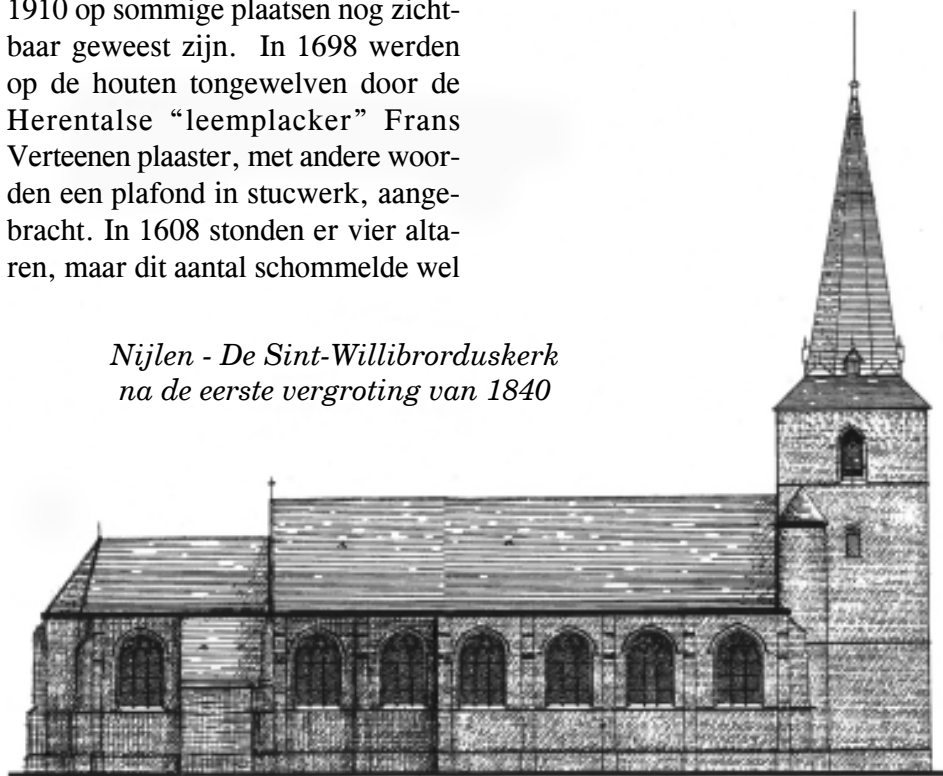 1910 op sommige plaatsen nog zicht-
baar geweest zijn. In 1698 werden
op de houten tongewelven door de
Herentalse “leemplacker” Frans
Verteenen plaaster, met andere woor-
den een plafond in stucwerk, aange-
bracht. In 1608 stonden er vier alta-
ren, maar dit aantal schommelde wel
Nijlen - De Sint-Willibrorduskerk
na de eerste vergroting van 1840